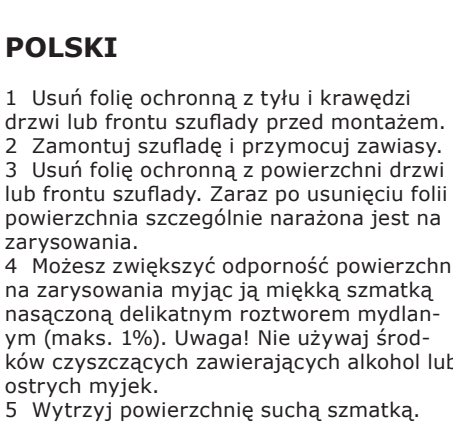 POLSKI
1 Usuń folię ochronną z tyłu i krawędzi
drzwi lub frontu szuflady przed montażem.
2 Zamontuj szufladę i przymocuj zawiasy.
3 Usuń folię ochronną z powierzchni drzwi
lub frontu szuflady. Zaraz po usunięciu folii
powierzchnia szczególnie narażona jest na
zarysowania.
4 Możesz zwiększyć odporność powierzchn
na zarysowania myjąc ją miękką szmatką
nasączoną delikatnym roztworem mydlan-
ym (maks. 1%). Uwaga! Nie używaj środ-
ków czyszczących zawierających alkohol lub
ostrych myjek.
5 Wytrzyj powierzchnię suchą szmatką.